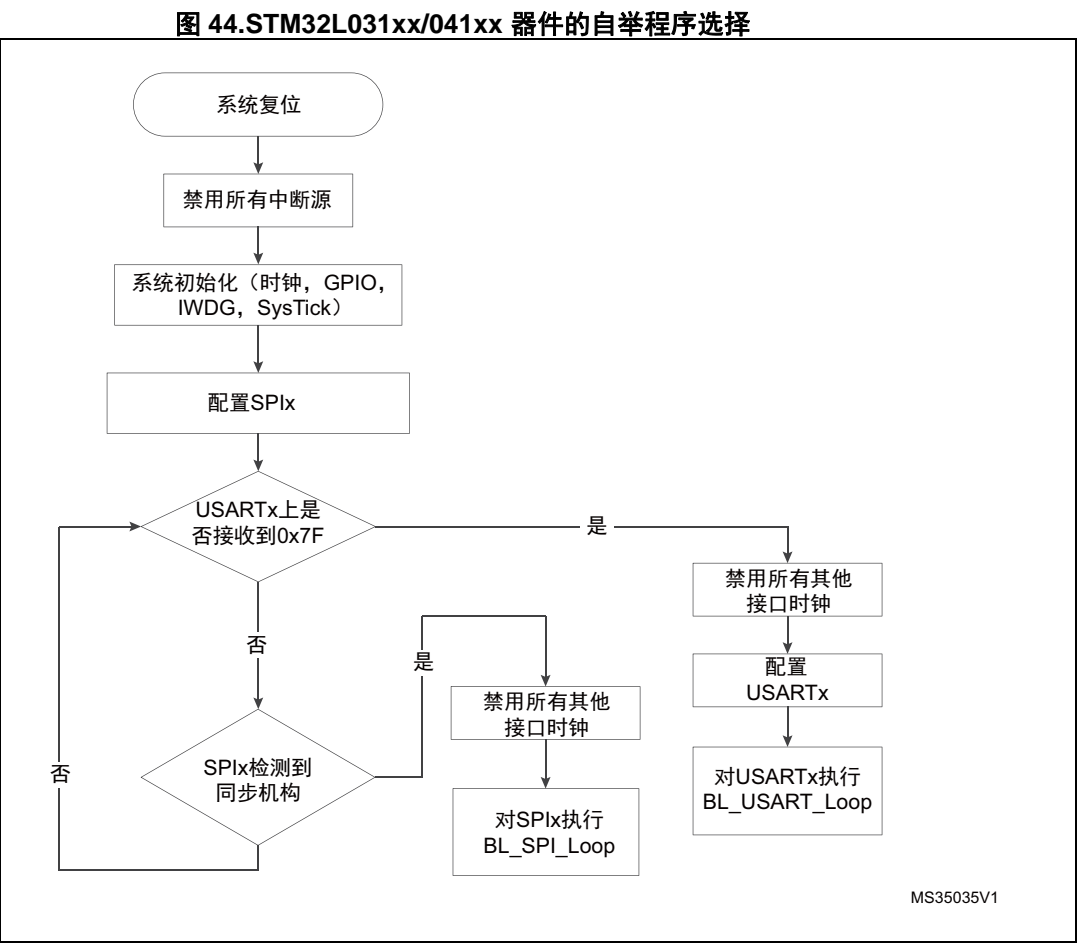 图 44.STM32L031xx/041xx 器件的自举程序选择
系统复位
禁用所有中断源
系统初始化（时钟，GPIO，
IWDG，SysTick）
配置SPIx
USARTx上是
否接收到0x7F
是
禁用所有其他
接口时钟
配置
USARTx
对USARTx执行
BL_USART_Loop
否
是
禁用所有其他
接口时钟
SPIx检测到
同步机构
否
对SPIx执行
BL_SPI_Loop
MS35035V1